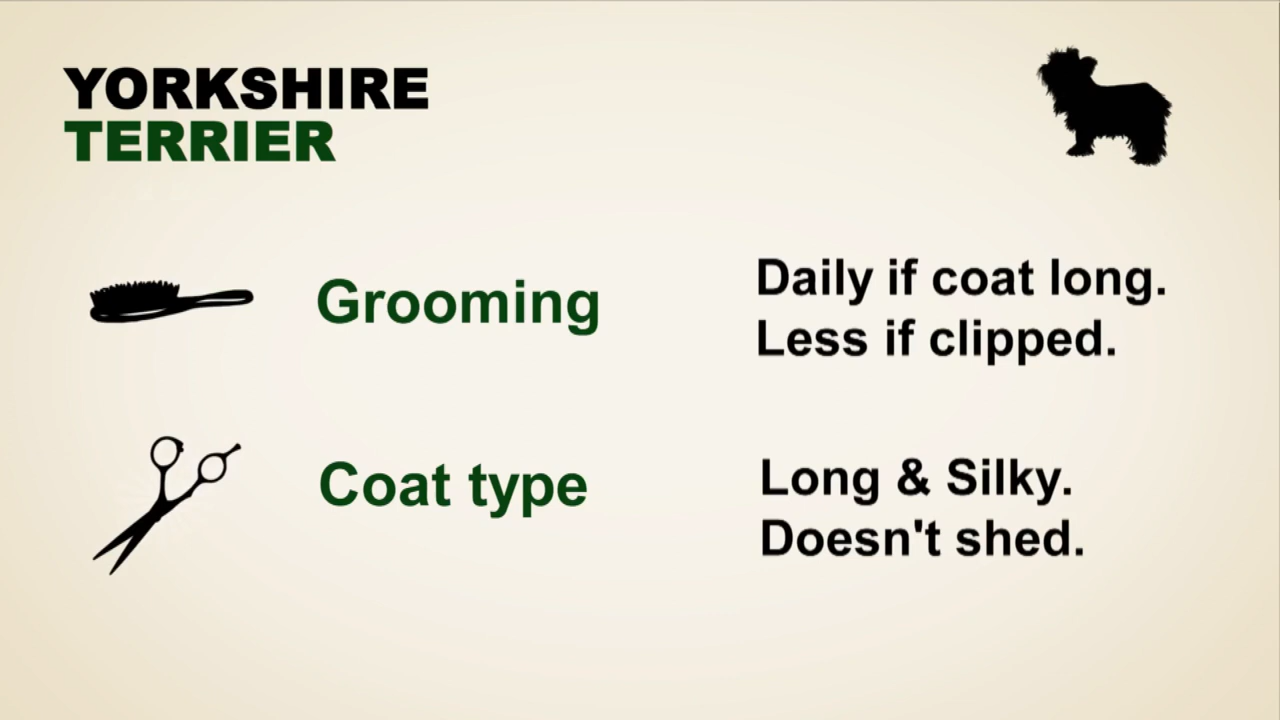 YORKSHIRE
TERRIER
Grooming
Daily if coat long.
Less if clipped.
Coat type
Long & Silky.
Doesn't shed.